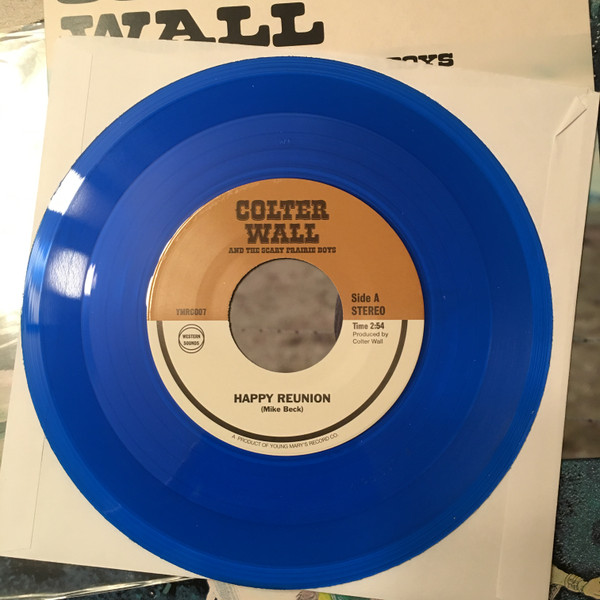 WALL
BOYS
COLTER
WALL
AND THE SCARY PRAIRIE BOYS
YMRC007
Side A
STEREO
WESTERN
SOUNDS
Time 2:54
Produced by
Colter Wall
HAPPY REUNION
(Mike Beck)
A PRODUCT OF YOUNG MARY'S RECORD CO.